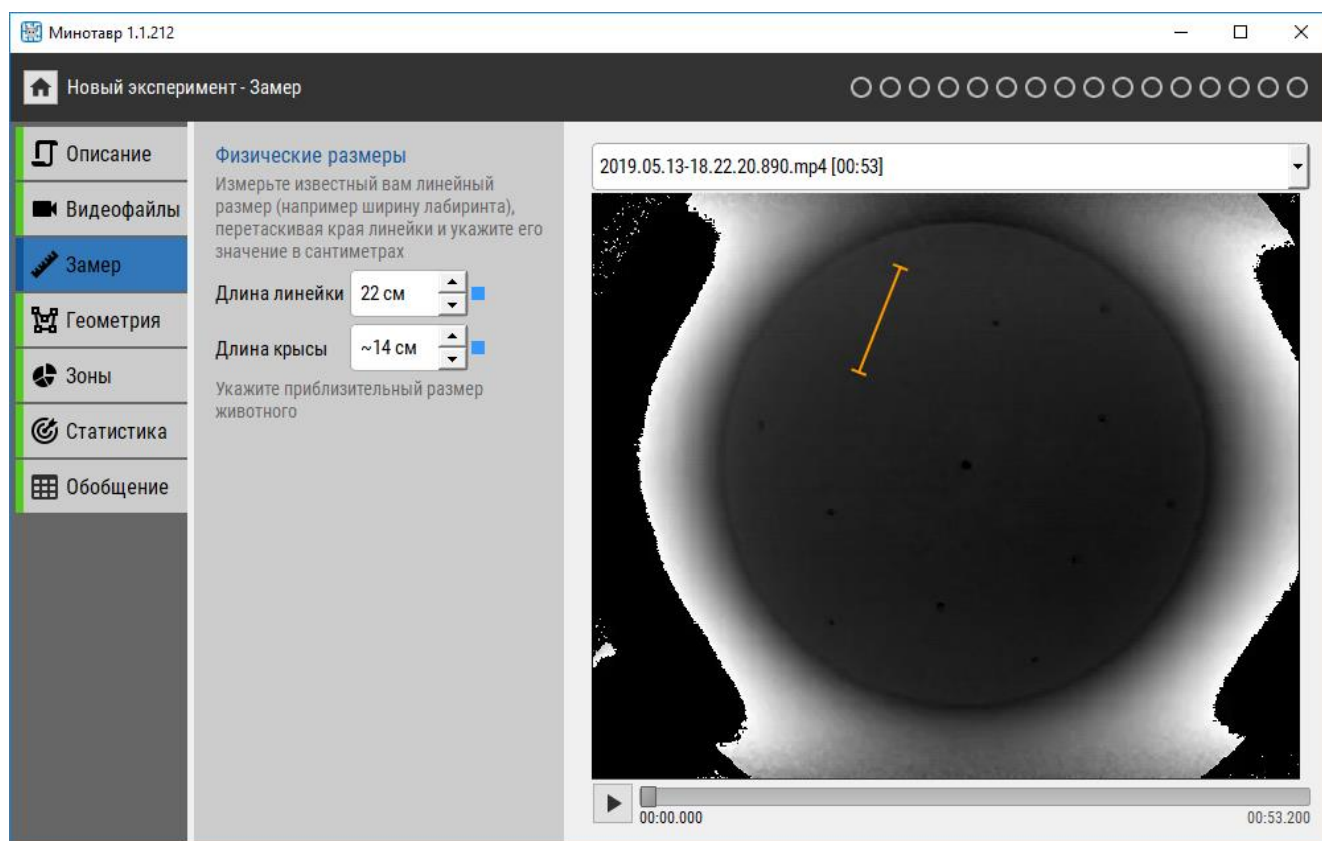 Минотавр 1.1.212
Новый эксперимент - Замер
Описание
Видеофайлы
Замер
Геометрия
Зоны
Статистика
Обобщение
Физические размеры
Измерьте известный вам линейный
размер (например ширину лабиринта),
перетаскивая края линейки и укажите его
значение в сантиметрах
Длина линейки 22 см
Длина крысы ~14 см
Укажите приблизительный размер
животного
2019.05.13-18.22.20.890.mp4 [00:53]
00:00.000 00:53.200